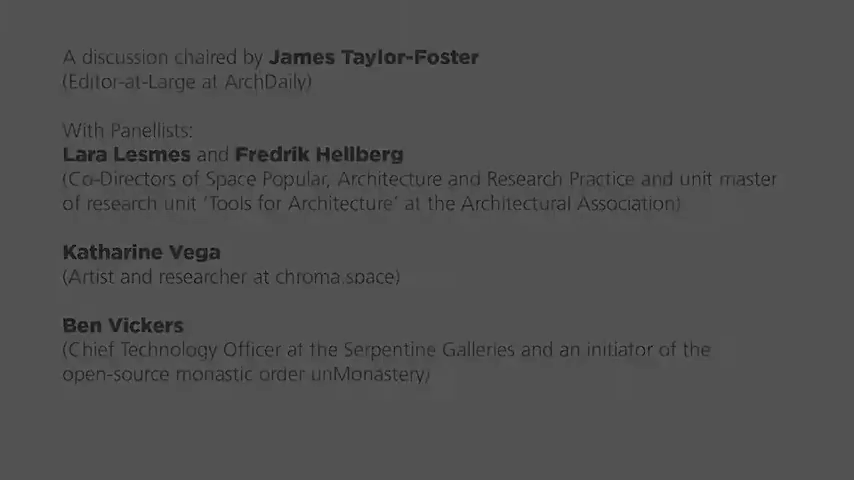 A discussion chaired by James Taylor-Foster
(Editor-at-Large at ArchDaily)
With Panellists:
Lara Lesmes and Fredrik Hellberg
(Co-Directors of Space Popular, Architecture and Research Practice and unit master
of research unit ‘Tools for Architecture’ at the Architectural Association)
Katharine Vega
(Artist and researcher at chroma.space)
Ben Vickers
(Chief Technology Officer at the Serpentine Galleries and an initiator of the
open-source monastic order unMonastery)